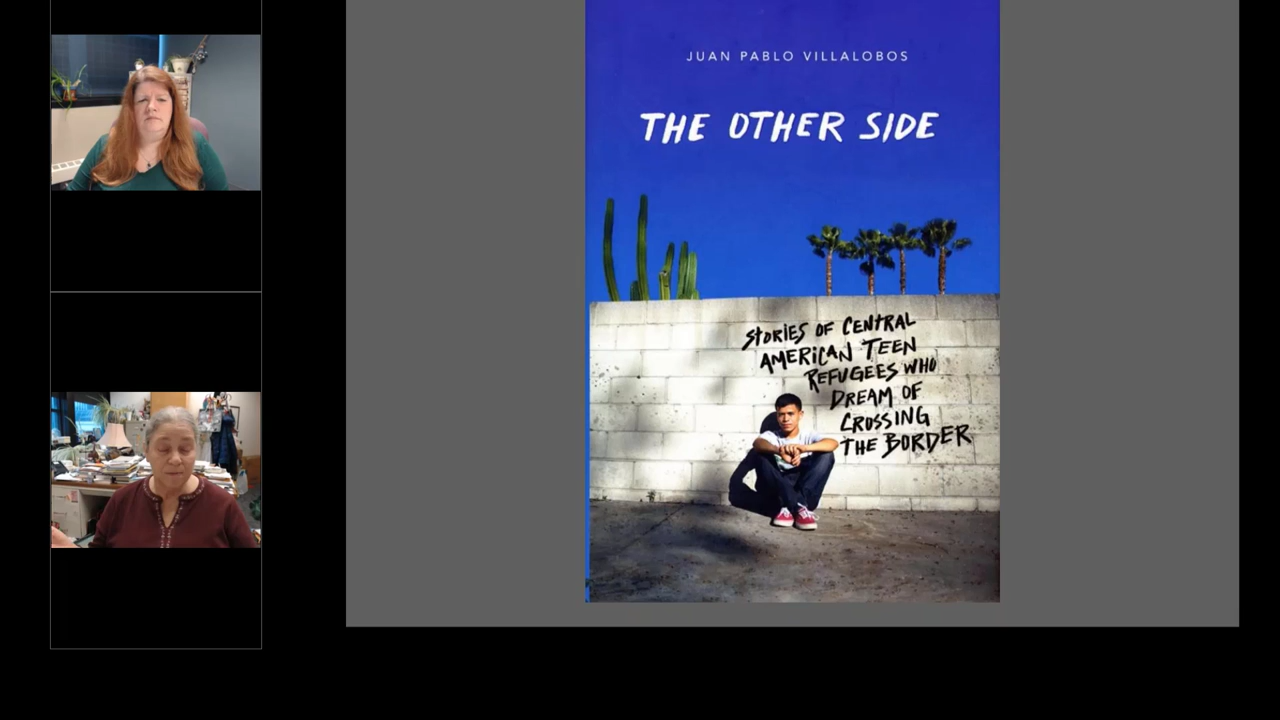 JUAN PABLO VILLALOBOS
THE OTHER SIDE
STORIES OF CENTRAL
AMERICAN TEEN
REFUGEES WHO
DREAM OF
CROSSING
THE BORDER